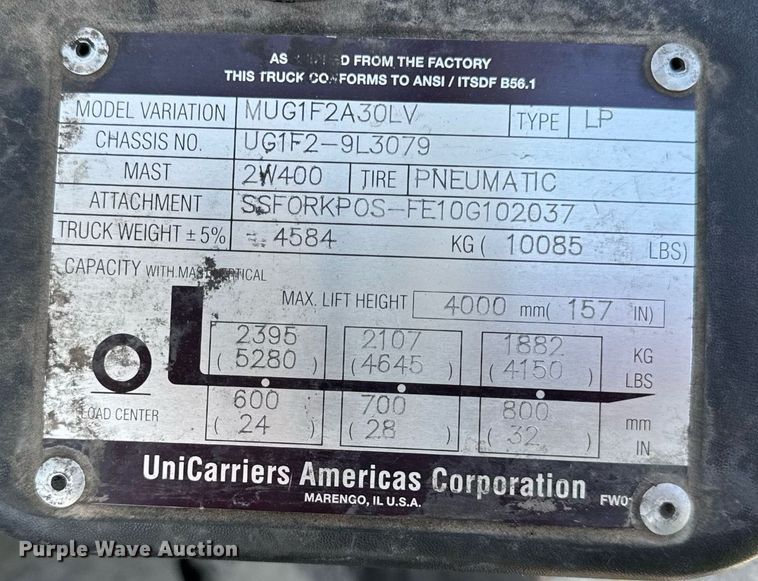 AS FROM THE FACTORY
THIS TRUCK CONFORMS TO ANSI / ITSDF B56.1
MODEL VARIATION MUG1F2A30LV TYPE LP
CHASSIS NO. UG1F2-9L3079
MAST 2W400 TIRE PNEUMATIC
ATTACHMENT SSFORKPOS-FE10G102037
TRUCK WEIGHT ±5% 4584 KG ( 10085 LBS)
CAPACITY WITH MAST VERTICAL
MAX. LIFT HEIGHT 4000 mm( 157 IN)
2395 2107 1882 KG
( 5280 ) ( 4645 ) ( 4150 ) LBS
600 700 800 mm
LOAD CENTER ( 24 ) ( 28 ) ( 32 ) IN
UniCarriers Americas Corporation
MARENGO, IL U.S.A.
Purple Wave Auction